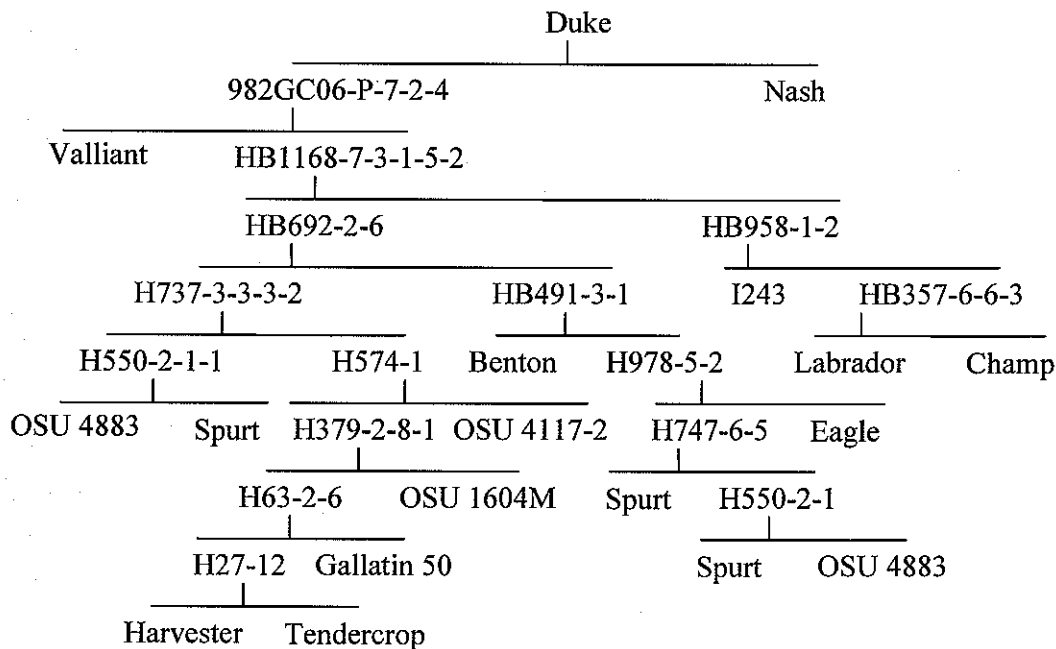 Duke
982GC06-P-7-2-4 Nash
Valliant HB1168-7-3-1-5-2
HB692-2-6 HB958-1-2
H737-3-3-3-2 HB491-3-1 I243 HB357-6-6-3
H550-2-1-1 H574-1 Benton H978-5-2 Labrador Champ
OSU 4883 Spurt H379-2-8-1 OSU 4117-2 H747-6-5 Eagle
H63-2-6 OSU 1604M Spurt H550-2-1
H27-12 Gallatin 50 Spurt OSU 4883
Harvester Tendercrop